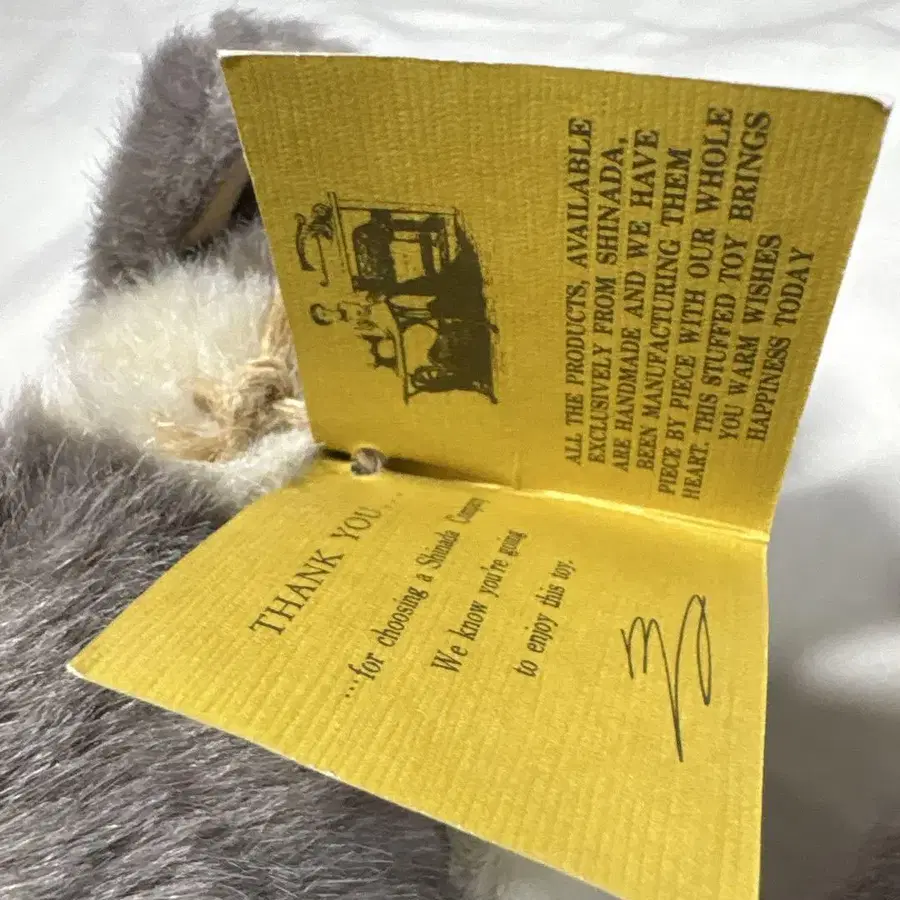 ALL THE PRODUCTS, AVAILABLE
EXCLUSIVELY FROM SHINADA,
ARE HANDMADE AND WE HAVE
BEEN MANUFACTURING THEM
PIECE BY PIECE WITH OUR WHOLE
HEART. THIS STUFFED TOY BRINGS
YOU WARM WISHES
HAPPINESS TODAY
THANK YOU...
...for choosing a Shinada Company
We know you're going
to enjoy this toy.